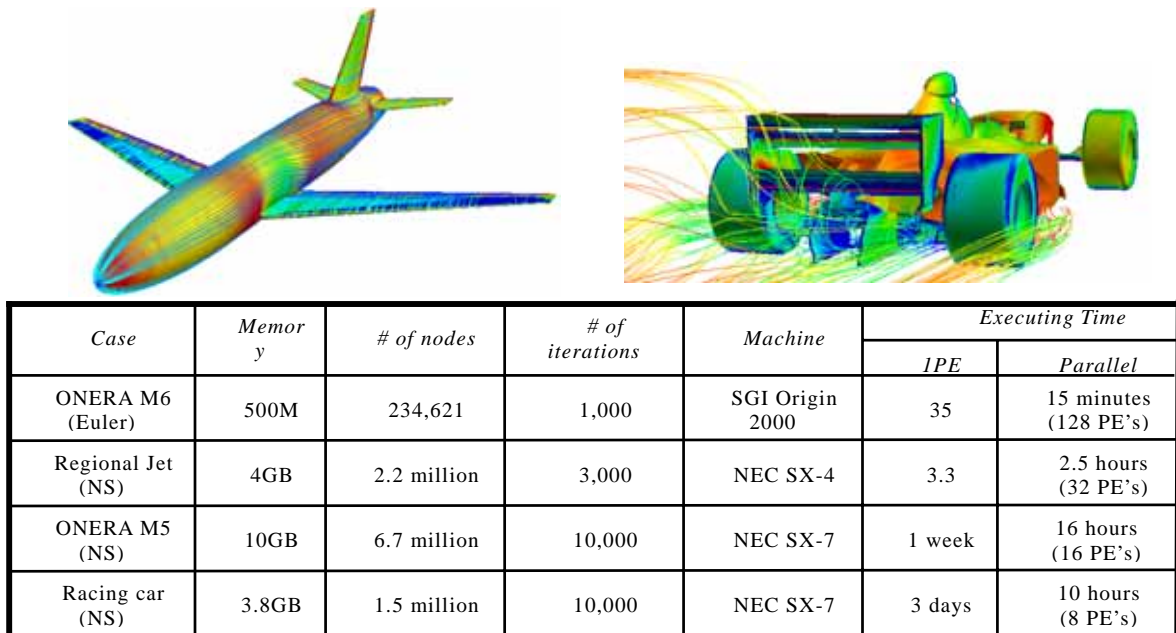 Case
Memor
y
# of nodes
# of
iterations
Machine
Executing Time
1PE
Parallel
ONERA M6
(Euler)
500M
234,621
1,000
SGI Origin
2000
35
15 minutes
(128 PE's)
Regional Jet
(NS)
4GB
2.2 million
3,000
NEC SX-4
3.3
2.5 hours
(32 PE's)
ONERA M5
(NS)
10GB
6.7 million
10,000
NEC SX-7
1 week
16 hours
(16 PE's)
Racing car
(NS)
3.8GB
1.5 million
10,000
NEC SX-7
3 days
10 hours
(8 PE's)